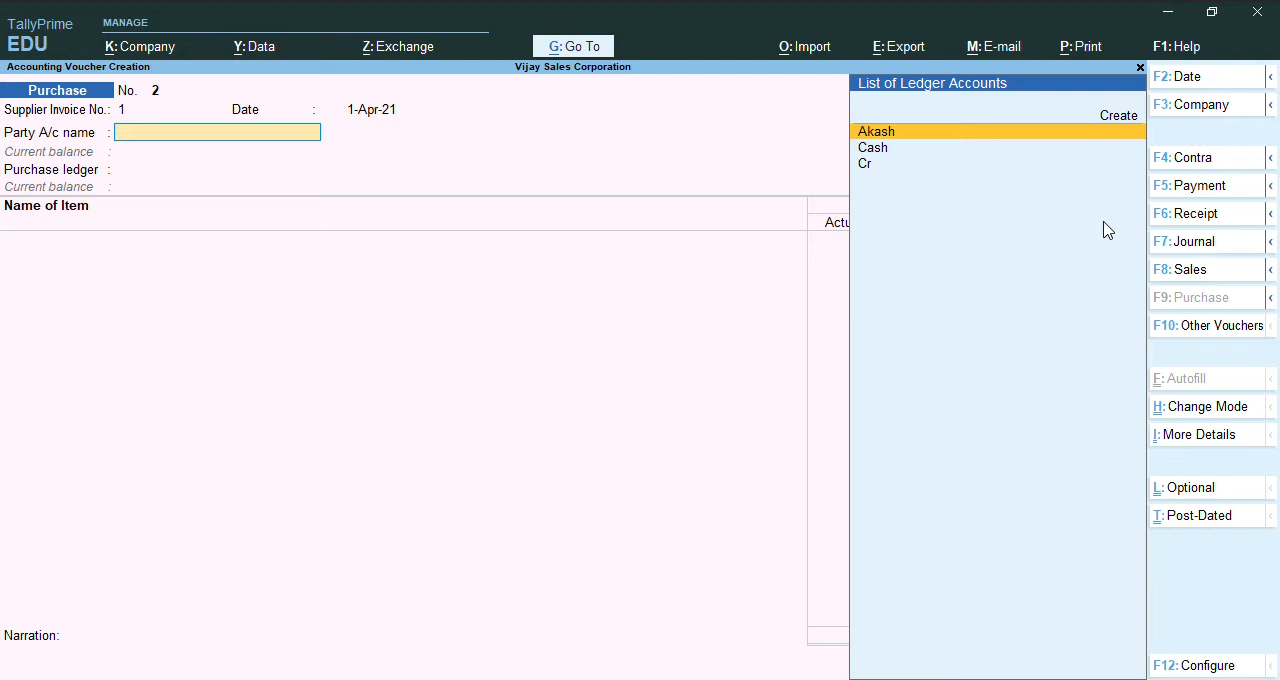 TallyPrime
EDU
MANAGE
K: Company
Y: Data
Z: Exchange
G: Go To
O: Import
E: Export
M: E-mail
P: Print
F1: Help
Accounting Voucher Creation
Vijay Sales Corporation
Purchase No. 2
Supplier Invoice No.: 1 Date : 1-Apr-21
Party A/c name :
Current balance :
Purchase ledger :
Current balance :
Name of Item
Actu
Narration:
List of Ledger Accounts
Create
Akash
Cash
Cr
F2: Date
F3: Company
F4: Contra
F5: Payment
F6: Receipt
F7: Journal
F8: Sales
F9: Purchase
F10: Other Vouchers
F: Autofill
H: Change Mode
I: More Details
L: Optional
T: Post-Dated
F12: Configure